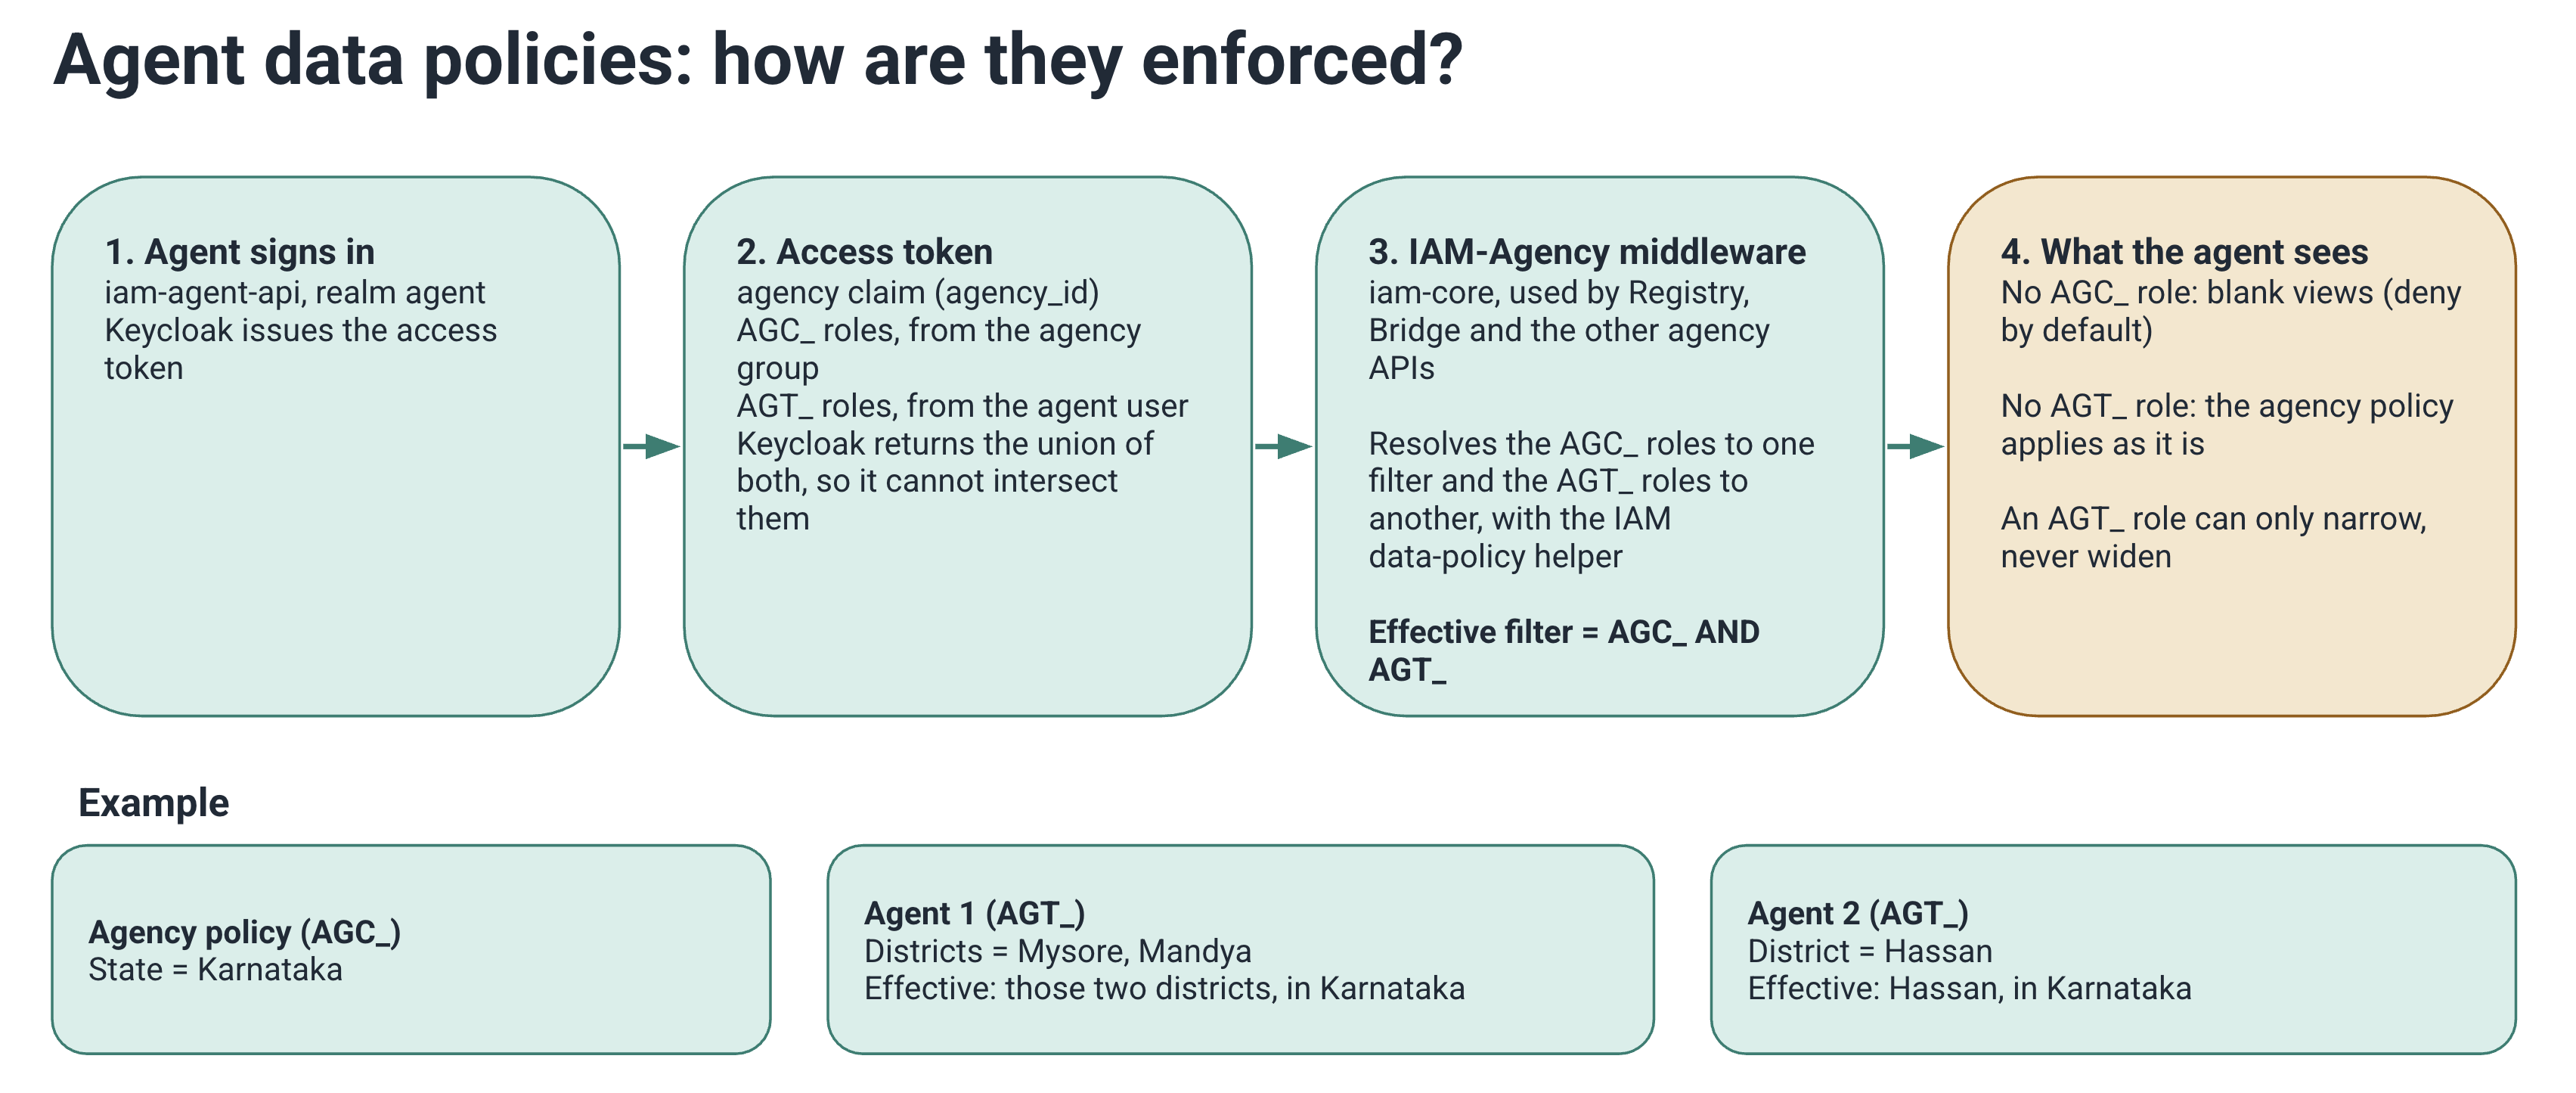 Agent data policies: how are they enforced?
1. Agent signs in
iam-agent-api, realm agent
Keycloak issues the access
token
2. Access token
agency claim (agency_id)
AGC_ roles, from the agency
group
AGT_ roles, from the agent user
Keycloak returns the union of
both, so it cannot intersect
them
3. IAM-Agency middleware
iam-core, used by Registry,
Bridge and the other agency
APIs
Resolves the AGC_ roles to one
filter and the AGT_ roles to
another, with the IAM
data-policy helper
Effective filter = AGC_ AND
AGT_
4. What the agent sees
No AGC_ role: blank views (deny
by default)
No AGT_ role: the agency policy
applies as it is
An AGT_ role can only narrow,
never widen
Example
Agency policy (AGC_)
State = Karnataka
Agent 1 (AGT_)
Districts = Mysore, Mandya
Effective: those two districts, in Karnataka
Agent 2 (AGT_)
District = Hassan
Effective: Hassan, in Karnataka